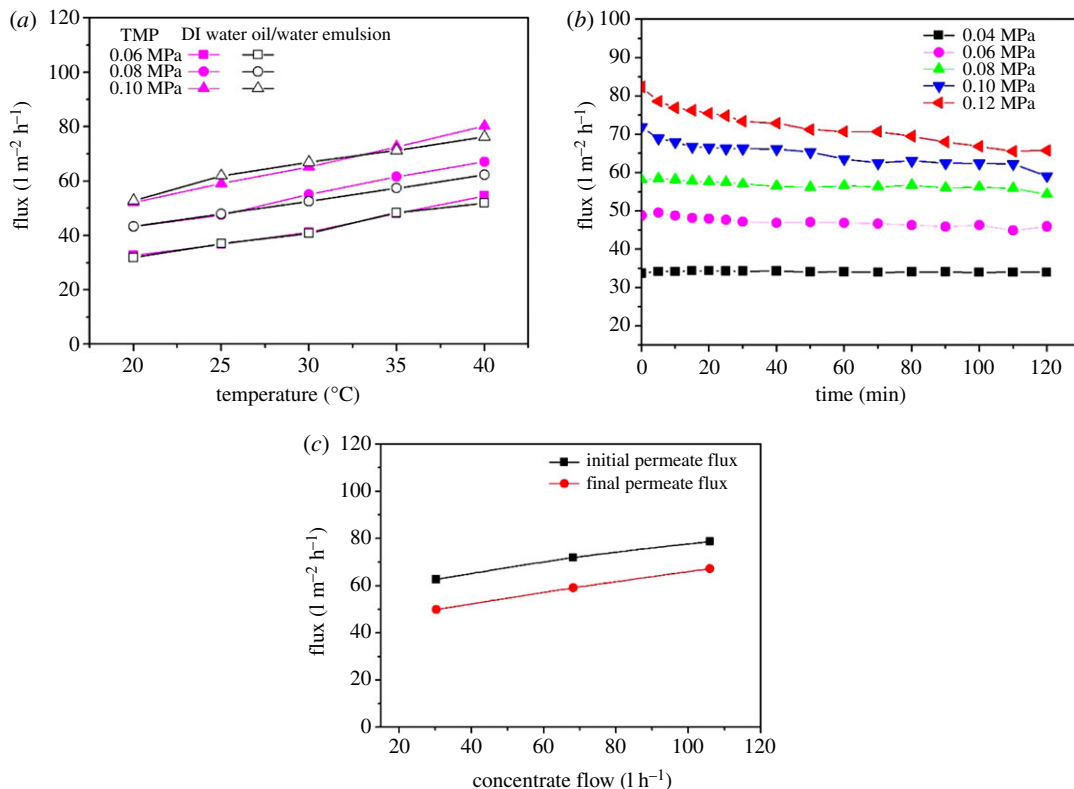 (a)
120
100
80
60
40
20
0
flux (l m⁻² h⁻¹)
TMP DI water oil/water emulsion
0.06 MPa
0.08 MPa
0.10 MPa
20 25 30 35 40
temperature (°C)
(b)
100
90
80
70
60
50
40
30
20
flux (l m⁻² h⁻¹)
0.04 MPa
0.06 MPa
0.08 MPa
0.10 MPa
0.12 MPa
0 20 40 60 80 100 120
time (min)
(c)
120
100
80
60
40
20
0
flux (l m⁻² h⁻¹)
initial permeate flux
final permeate flux
20 40 60 80 100 120
concentrate flow (l h⁻¹)